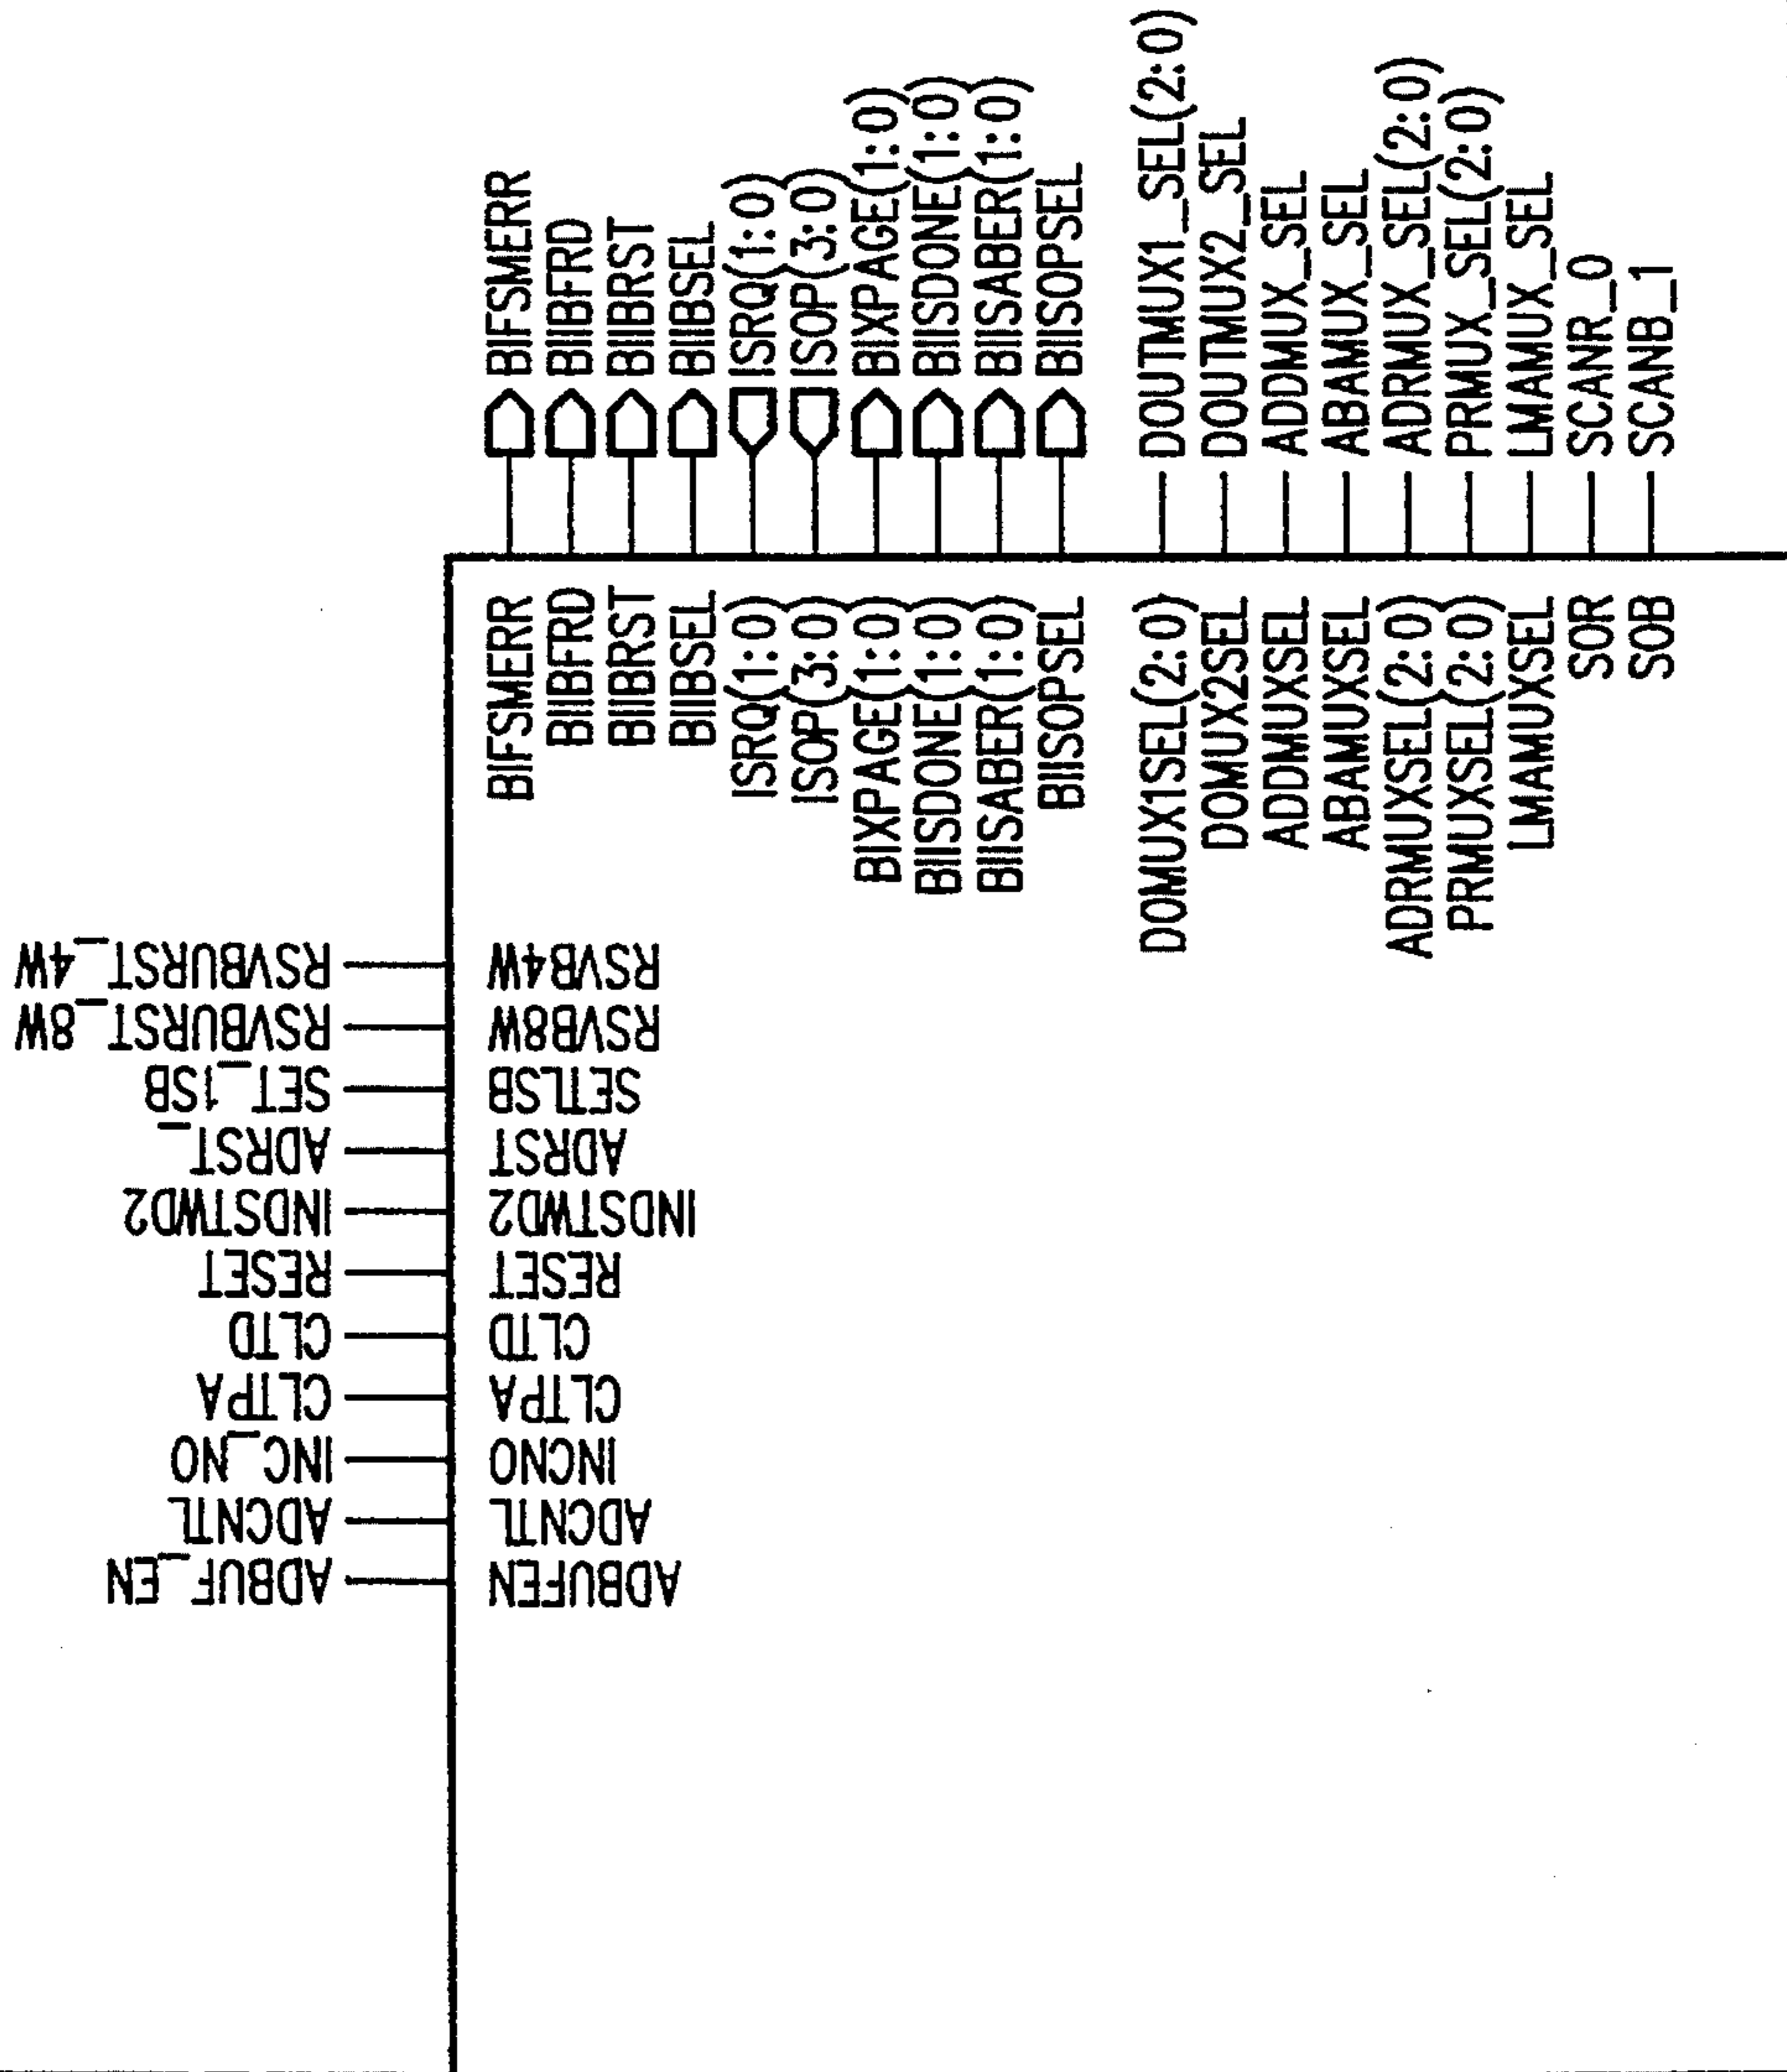 BIFSMERR
BIIBFRD
BIIBRST
BIIBSEL
ISRQ(1:0)
ISOP(3:0)
BIXPAGE(1:0)
BIISDONE(1:0)
BIISABER(1:0)
BIISOPSEL
DOUTMUX1_SEL(2:0)
DOUTMUX2_SEL
ADDMUX_SEL
ABAMUX_SEL
ADRMUX_SEL(2:0)
PRMUX_SEL(2:0)
LMAMUX_SEL
SCANR_0
SCANB_1
BIFSMERR
BIIBFRD
BIIBRST
BIIBSEL
ISRQ(1:0)
ISOP(3:0)
BIXPAGE(1:0)
BIISDONE(1:0)
BIISABER(1:0)
BIISOPSEL
DOMUX1SEL(2:0)
DOMUX2SEL
ADDMUXSEL
ABAMUXSEL
ADRMUXSEL(2:0)
PRMUXSEL(2:0)
LMAMUXSEL
SOR
SOB
RSVBURST_4W
RSVBURST_8W
SET_1SB
ADRST_
INDSTWD2
RESET
CLTD
CLTPA
INC_NO
ADCNTL
ADBUF_EN
RSVB4W
RSVB8W
SETLSB
ADRST
INDSTWD2
RESET
CLTD
CLTPA
INCNO
ADCNTL
ADBUFEN